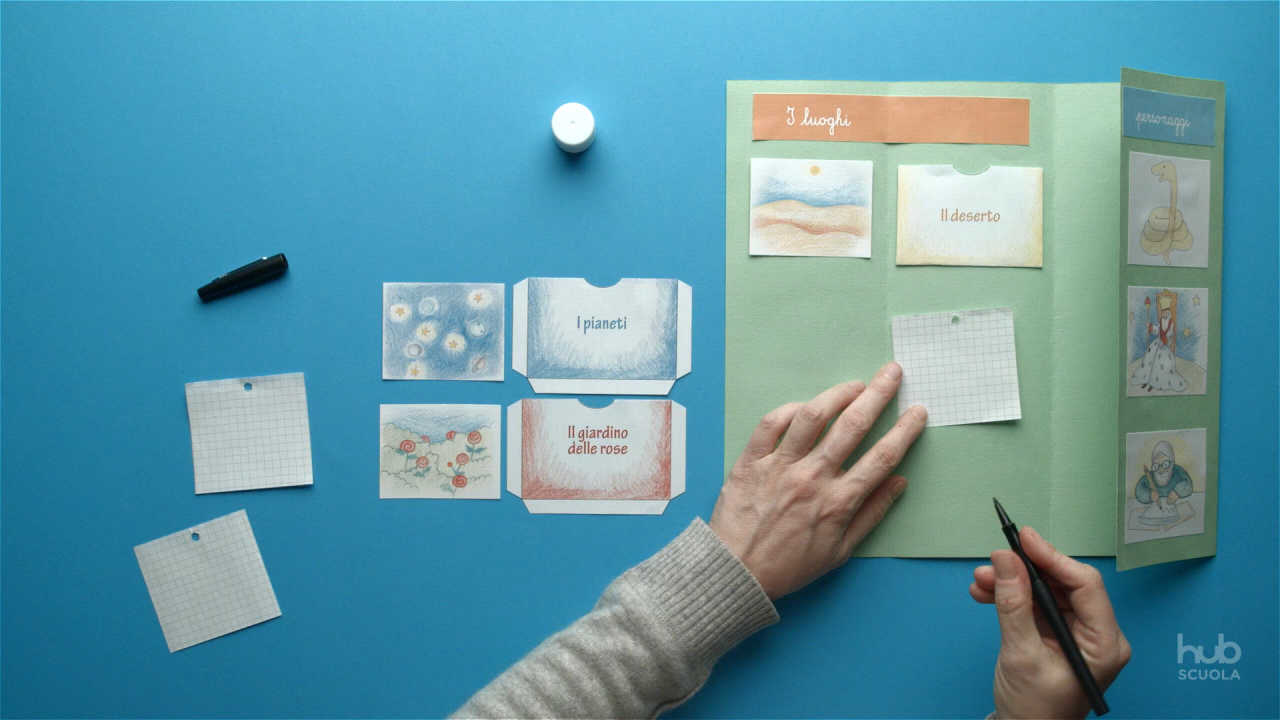 I luoghi
personaggi
Il deserto
I pianeti
Il giardino
delle rose
hub
SCUOLA